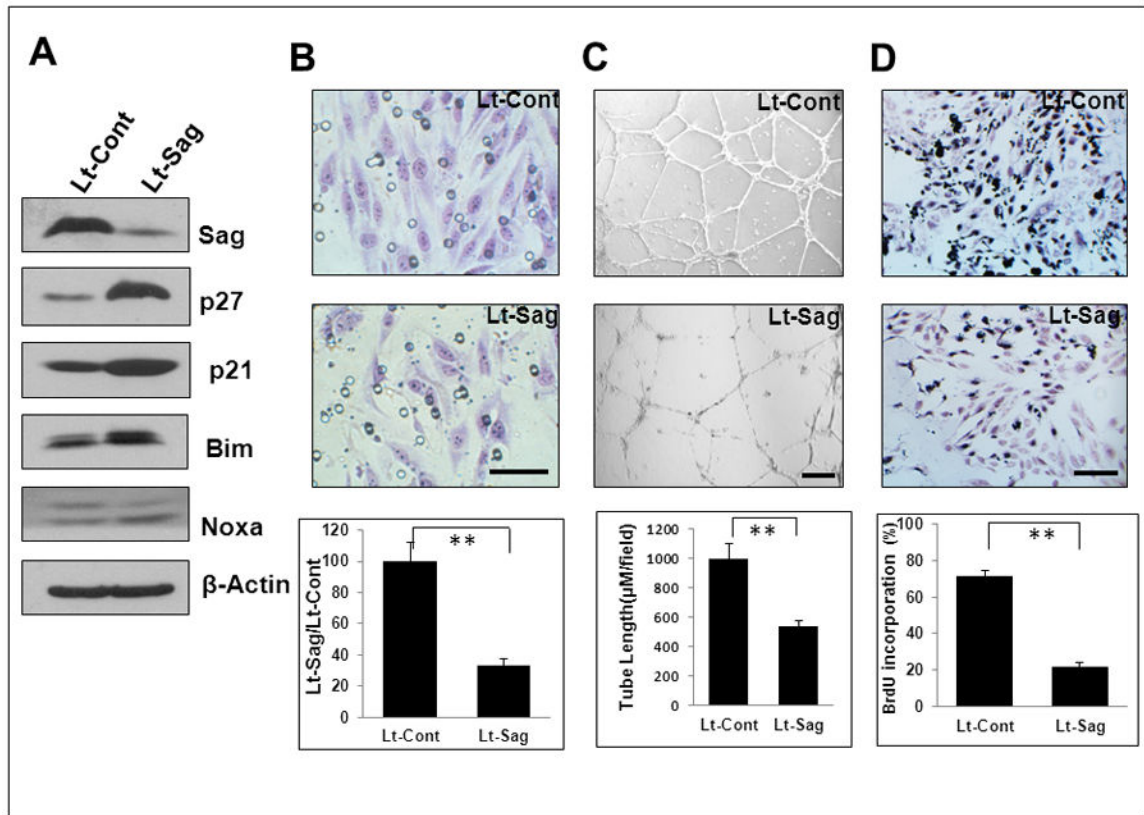 A
Lt-Cont
Lt-Sag
Sag
p27
p21
Bim
Noxa
β-Actin
B
Lt-Cont
Lt-Sag
Lt-Sag/Lt-Cont
120
100
80
60
40
20
0
**
Lt-Cont
Lt-Sag
C
Lt-Cont
Lt-Sag
Tube Length(µM/field)
1200
1000
800
600
400
200
0
**
Lt-Cont
Lt-Sag
D
Lt-Cont
Lt-Sag
BrdU incorporation (%)
100
80
60
40
20
0
**
Lt-Cont
Lt-Sag